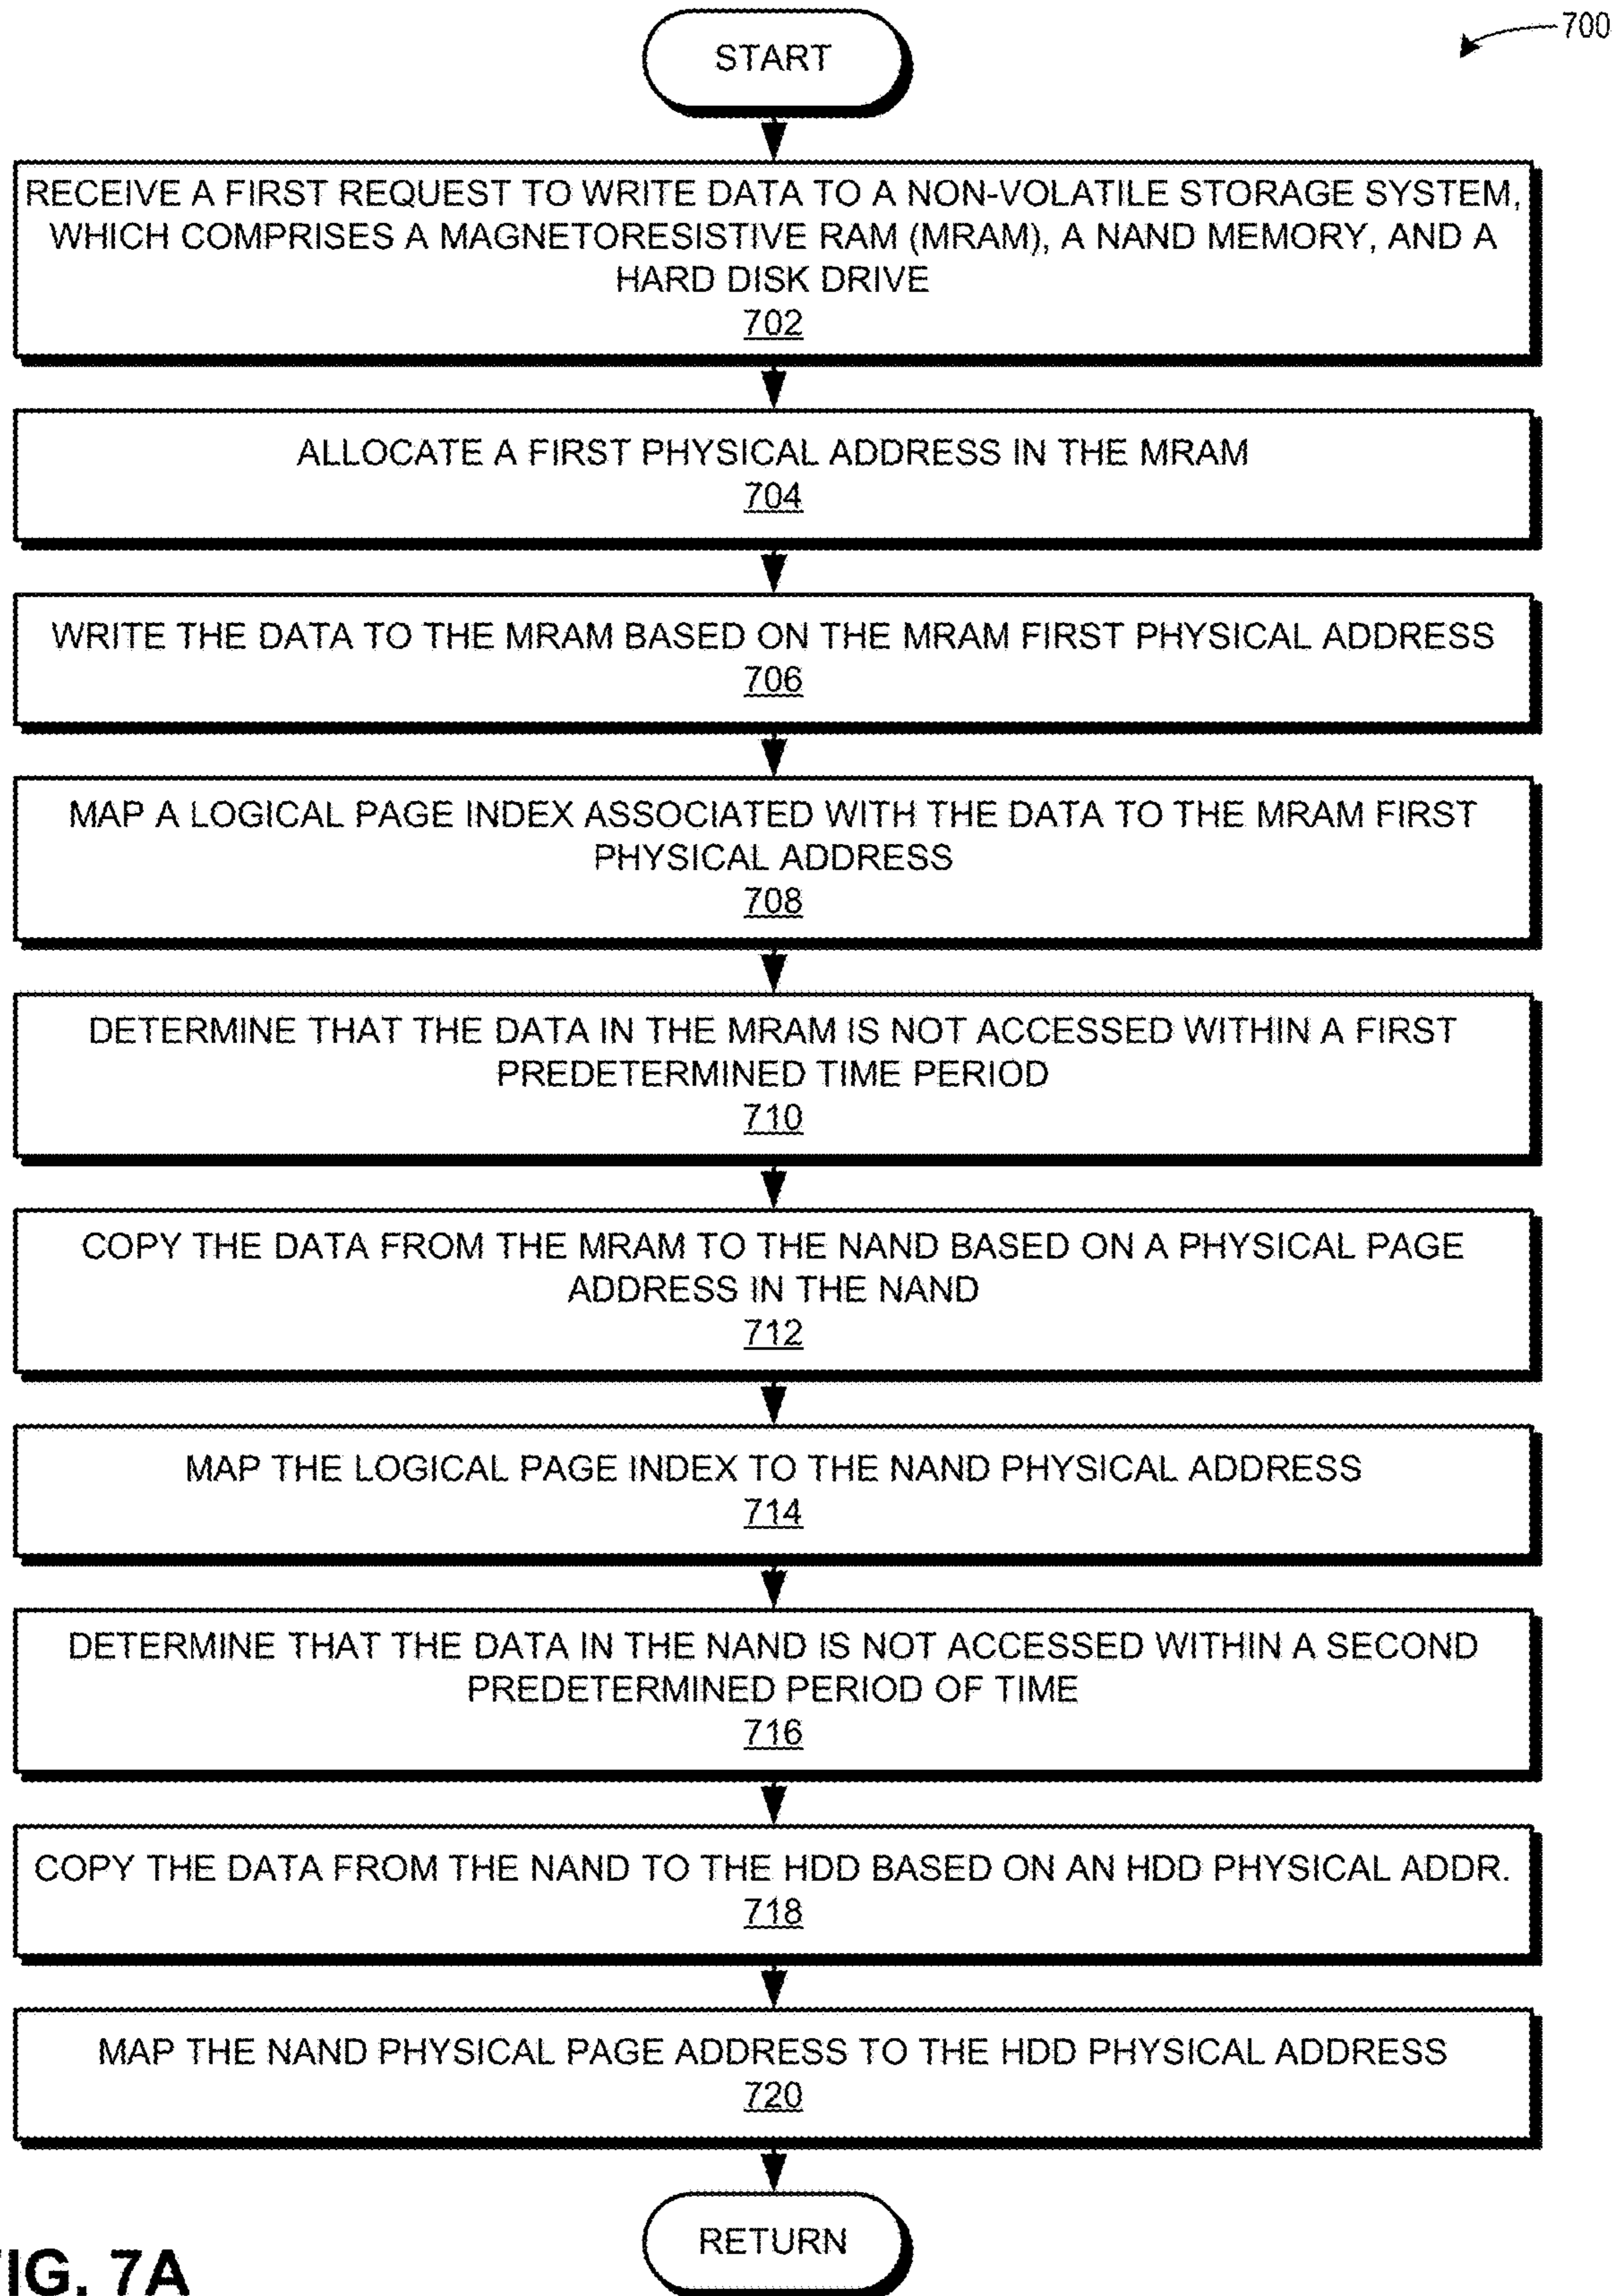 700
START
RECEIVE A FIRST REQUEST TO WRITE DATA TO A NON-VOLATILE STORAGE SYSTEM,
WHICH COMPRISES A MAGNETORESISTIVE RAM (MRAM), A NAND MEMORY, AND A
HARD DISK DRIVE
702
ALLOCATE A FIRST PHYSICAL ADDRESS IN THE MRAM
704
WRITE THE DATA TO THE MRAM BASED ON THE MRAM FIRST PHYSICAL ADDRESS
706
MAP A LOGICAL PAGE INDEX ASSOCIATED WITH THE DATA TO THE MRAM FIRST
PHYSICAL ADDRESS
708
DETERMINE THAT THE DATA IN THE MRAM IS NOT ACCESSED WITHIN A FIRST
PREDETERMINED TIME PERIOD
710
COPY THE DATA FROM THE MRAM TO THE NAND BASED ON A PHYSICAL PAGE
ADDRESS IN THE NAND
712
MAP THE LOGICAL PAGE INDEX TO THE NAND PHYSICAL ADDRESS
714
DETERMINE THAT THE DATA IN THE NAND IS NOT ACCESSED WITHIN A SECOND
PREDETERMINED PERIOD OF TIME
716
COPY THE DATA FROM THE NAND TO THE HDD BASED ON AN HDD PHYSICAL ADDR.
718
MAP THE NAND PHYSICAL PAGE ADDRESS TO THE HDD PHYSICAL ADDRESS
720
RETURN
IG. 7A